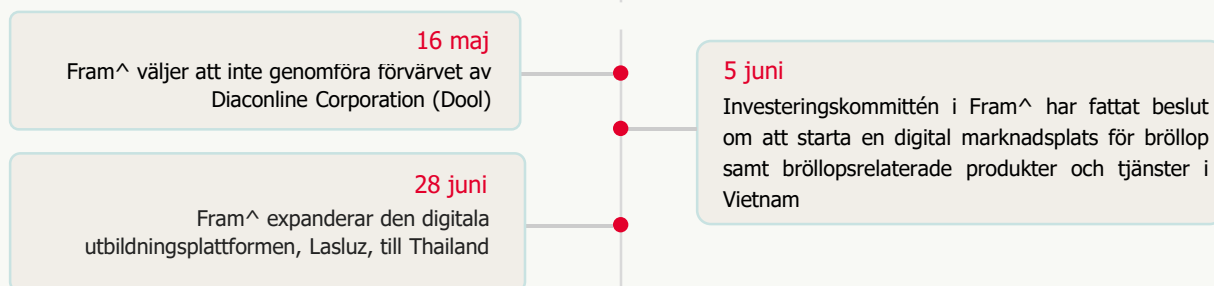 16 maj
Fram^ väljer att inte genomföra förvärvet av
Diaconline Corporation (Dool)
5 juni
Investeringskommittén i Fram^ har fattat beslut
om att starta en digital marknadsplats för bröllop
samt bröllopsrelaterade produkter och tjänster i
Vietnam
28 juni
Fram^ expanderar den digitala
utbildningsplattformen, Lasluz, till Thailand